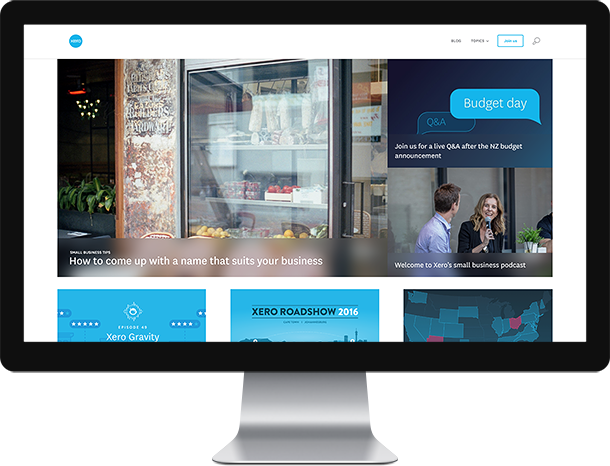 xero
BLOG
TOPICS
JOIN US
Budget day
Q&A
Join us for a live Q&A after the NZ budget
announcement
SMALL BUSINESS TIPS
How to come up with a name that suits your business
Welcome to Xero's small business podcast
EPISODE 48
Xero Gravity
XERO ROADSHOW 2016